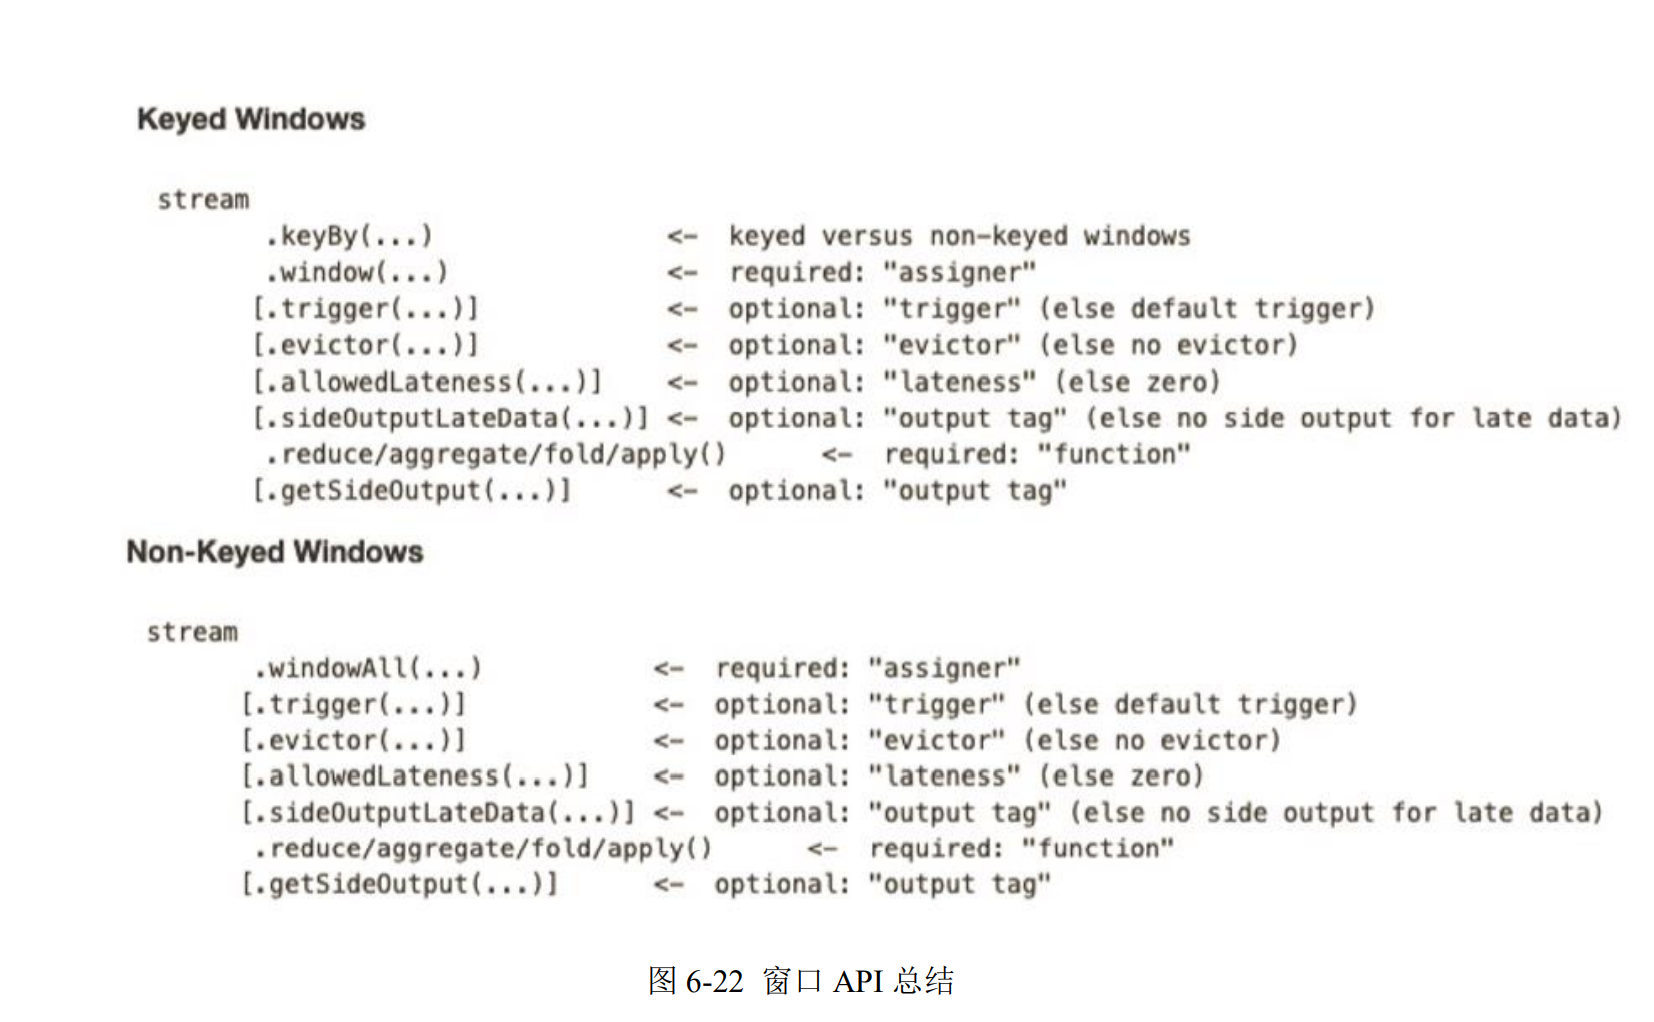 Keyed Windows
stream
.keyBy(...) <- keyed versus non-keyed windows
.window(...) <- required: "assigner"
[.trigger(...)] <- optional: "trigger" (else default trigger)
[.evictor(...)] <- optional: "evictor" (else no evictor)
[.allowedLateness(...)] <- optional: "lateness" (else zero)
[.sideOutputLateData(...)] <- optional: "output tag" (else no side output for late data)
.reduce/aggregate/fold/apply() <- required: "function"
[.getSideOutput(...)] <- optional: "output tag"
Non-Keyed Windows
stream
.windowAll(...) <- required: "assigner"
[.trigger(...)] <- optional: "trigger" (else default trigger)
[.evictor(...)] <- optional: "evictor" (else no evictor)
[.allowedLateness(...)] <- optional: "lateness" (else zero)
[.sideOutputLateData(...)] <- optional: "output tag" (else no side output for late data)
.reduce/aggregate/fold/apply() <- required: "function"
[.getSideOutput(...)] <- optional: "output tag"
图 6-22 窗口 API 总结